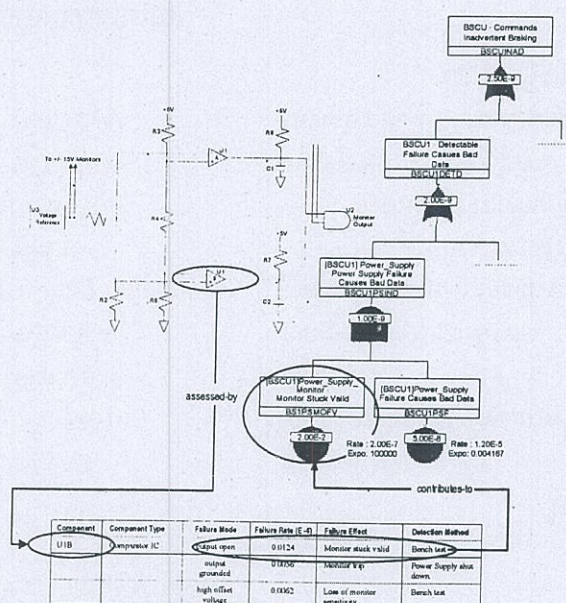 BSCU - Commands
Inadvertent Braking
BSCUINAD
2.50E-9
BSCU1 - Detectable
Failure Casues Bad
Data
BSCU1DETD
2.00E-9
[BSCU1] Power_Supply
Power Supply Failure
Causes Bad Data
BSCU1PSIND
1.00E-9
[BSCU1]Power_Supply_
Monitor -
Monitor Stuck Valid
BS1PSMOFV
2.00E-2
Rate : 2.00E-7
Expo. 100000
[BSCU1]Power_Supply
Failure Causes Bad Data
BSCU1PSF
5.00E-8
Rate : 1.20E-5
Expo: 0.004167
+5V
R3
U1
A
+5V
R6
C1
To +/- 15V Monitors
U3
Voltage
Reference
R4
U2
Monitor
Output
+5V
R7
C2
U1
R2
R5
assessed-by
contributes-to
Component Component Type Failure Mode Failure Rate (E-6) Failure Effect Detection Method
U1B Comparator IC output open 0.0124 Monitor stuck valid Bench test
output grounded 0.0056 Monitor trip Power Supply shut down
high offset voltage 0.0062 Loss of monitor sensitivity Bench test